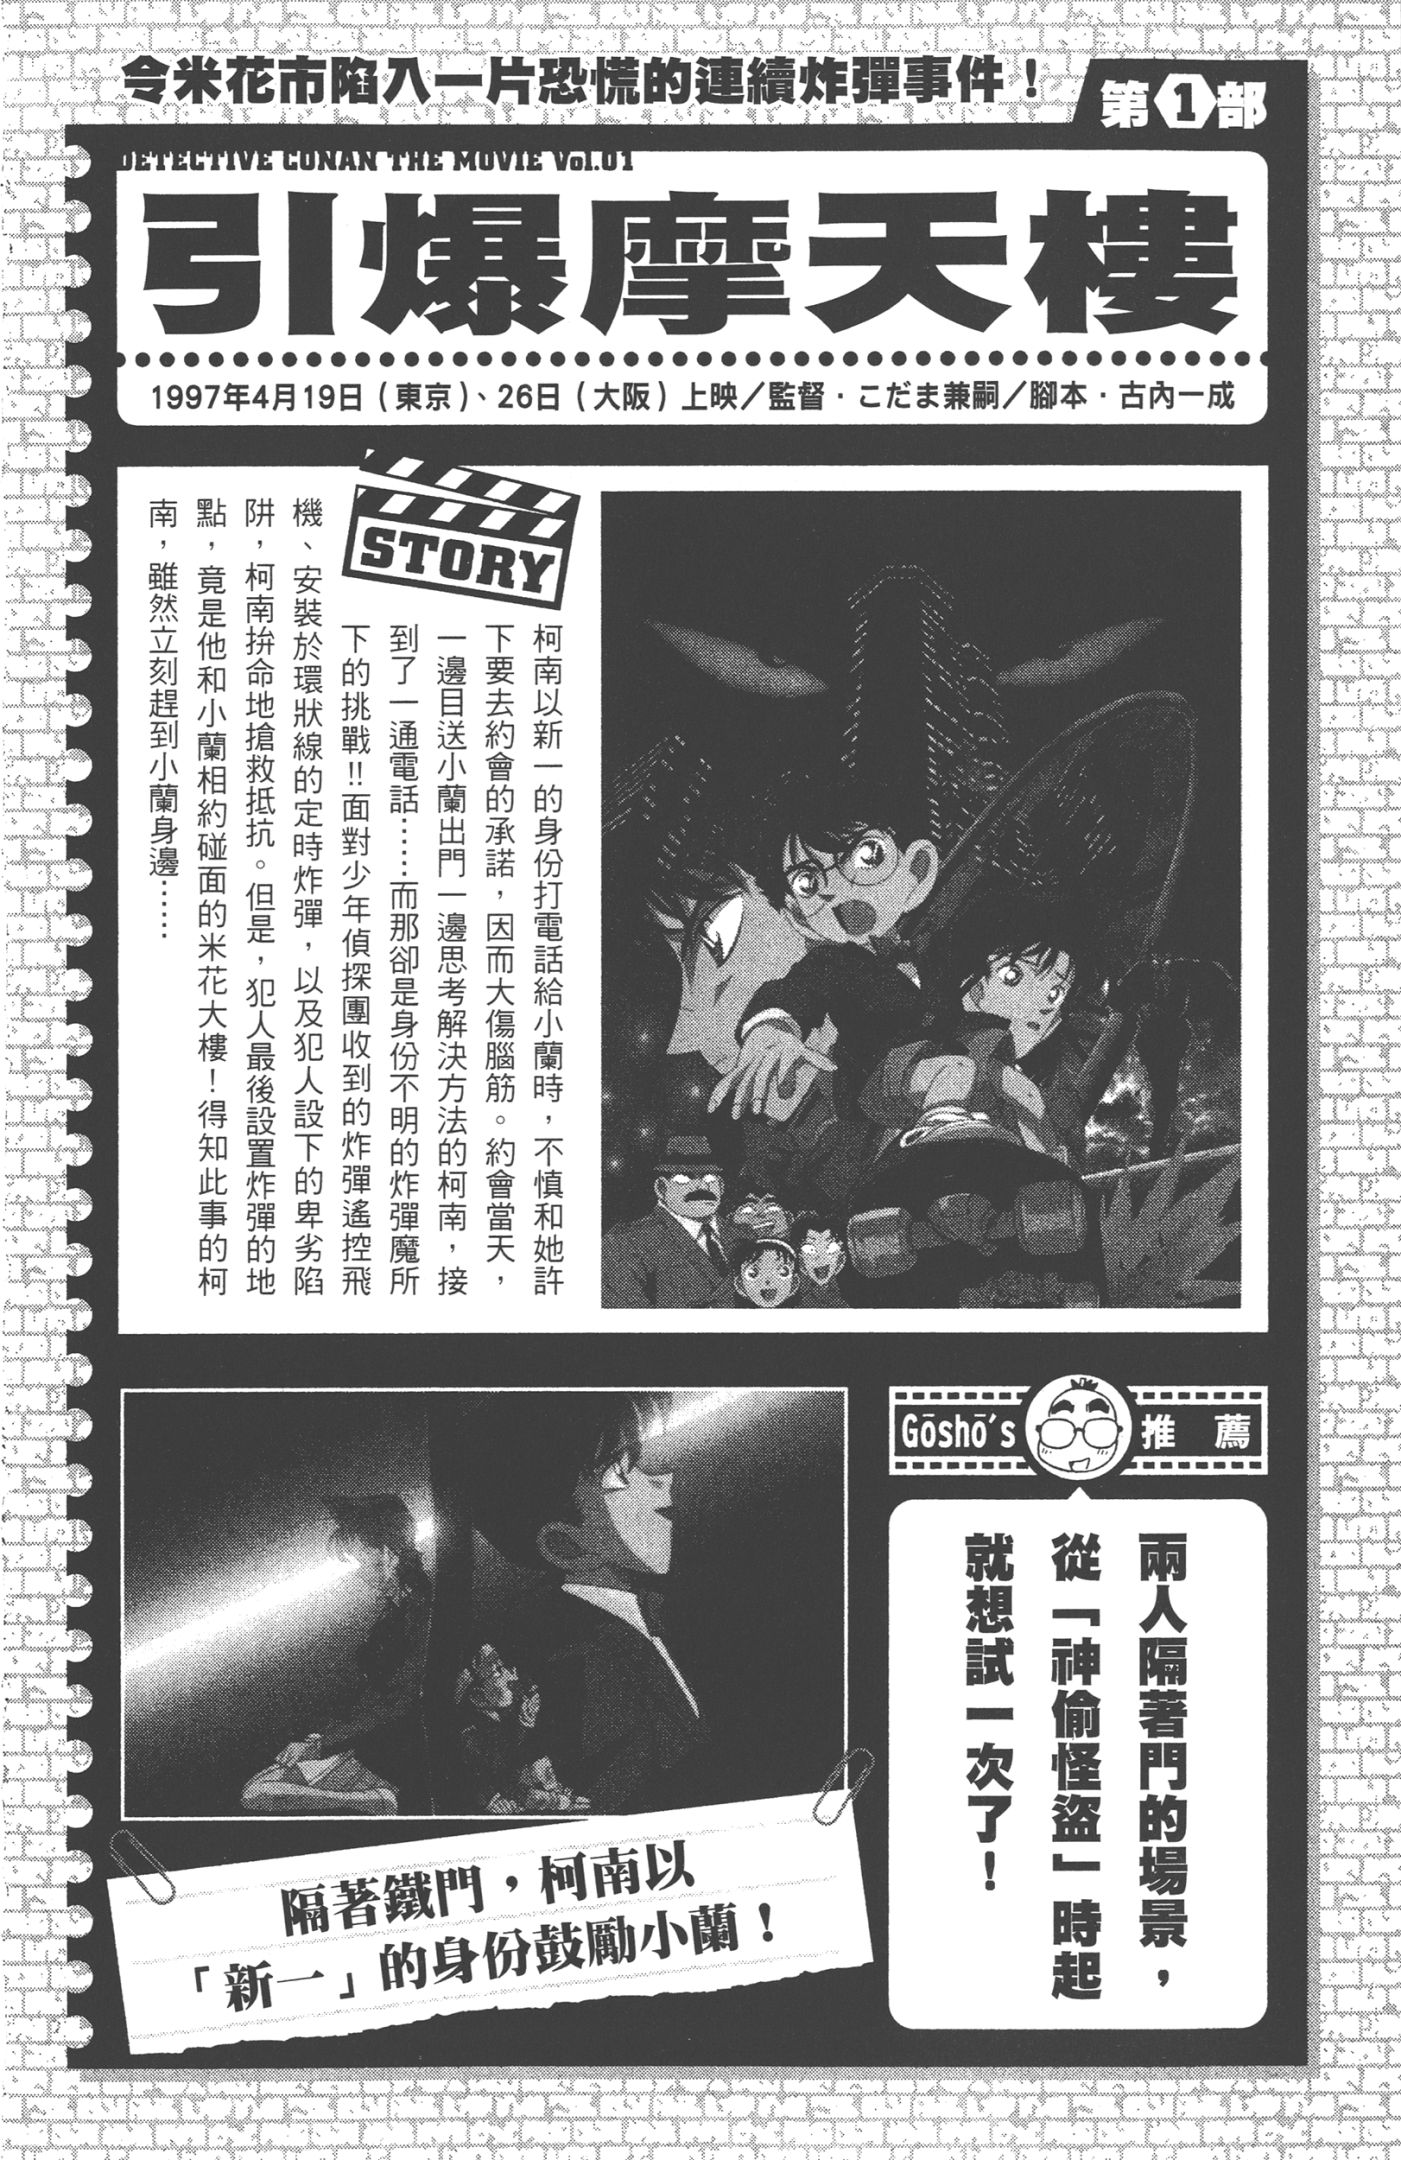 令米花市陷入一片恐慌的連續炸彈事件！
第1部
DETECTIVE CONAN THE MOVIE Vol.01
引爆摩天樓
1997年4月19日（東京）、26日（大阪）上映／監督・こだま兼嗣／腳本・古內一成
STORY
柯南以新一的身份打電話給小蘭時，不慎和她許
下要去約會的承諾，因而大傷腦筋。約會當天，
一邊目送小蘭出門一邊思考解決方法的柯南，接
到了一通電話……而那卻是身份不明的炸彈魔所
下的挑戰!!面對少年偵探團收到的炸彈遙控飛
機、安裝於環狀線的定時炸彈，以及犯人設下的卑劣陷
阱，柯南拚命地搶救抵抗。但是，犯人最後設置炸彈的地
點，竟是他和小蘭相約碰面的米花大樓！得知此事的柯
南，雖然立刻趕到小蘭身邊……
Gōshō's 推薦
兩人隔著門的場景，
從「神偷怪盜」時起
就想試一次了！
隔著鐵門，柯南以
「新一」的身份鼓勵小蘭！